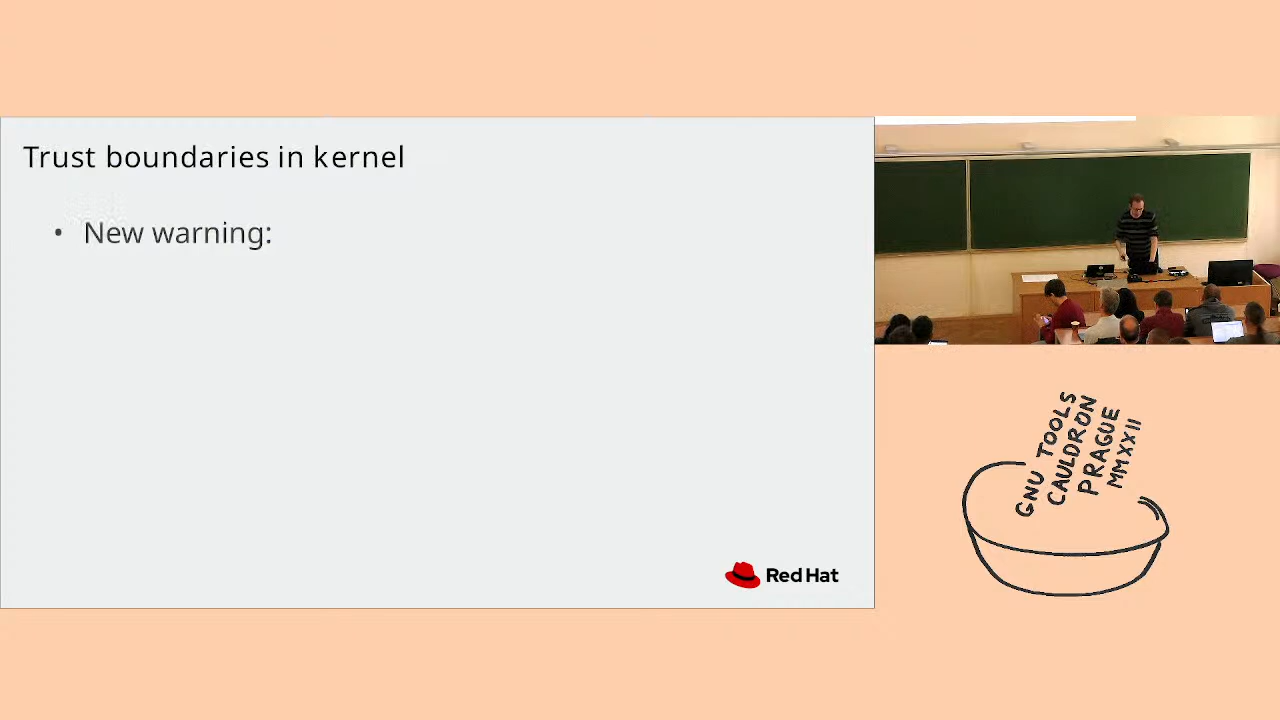 Trust boundaries in kernel
• New warning:
Red Hat
GNU TOOLS
CAULDRON
PRAGUE
MMXXII